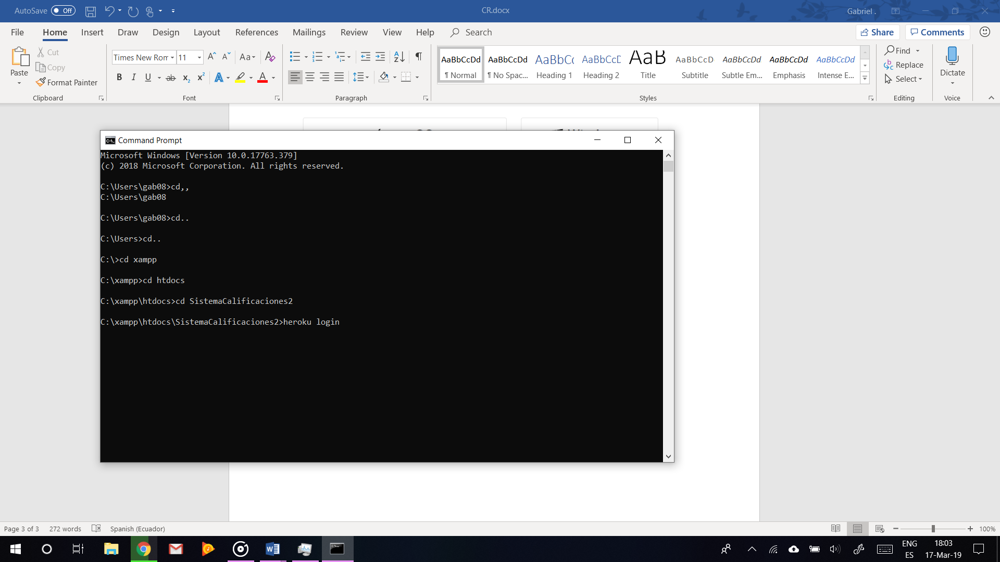 AutoSave Off
CR.docx
Gabriel .
File Home Insert Draw Design Layout References Mailings Review View Help Search
Share Comments
Paste
Cut
Copy
Format Painter
Clipboard
Times New Ron 11
Font
Paragraph
AaBbCcDd AaBbCcDd AaBbCc AaBbCcD AaB AaBbCcD AaBbCcDd AaBbCcDd AaBbCcDd
¶ Normal ¶ No Spac... Heading 1 Heading 2 Title Subtitle Subtle Em... Emphasis Intense E...
Styles
Find
Replace
Select
Editing
Dictate
Voice
Command Prompt
Microsoft Windows [Version 10.0.17763.379]
(c) 2018 Microsoft Corporation. All rights reserved.
C:\Users\gab08>cd,,
C:\Users\gab08
C:\Users\gab08>cd..
C:\Users>cd..
C:\>cd xampp
C:\xampp>cd htdocs
C:\xampp\htdocs>cd SistemaCalificaciones2
C:\xampp\htdocs\SistemaCalificaciones2>heroku login
Page 3 of 3 272 words Spanish (Ecuador)
100%
ENG
ES
18:03
17-Mar-19